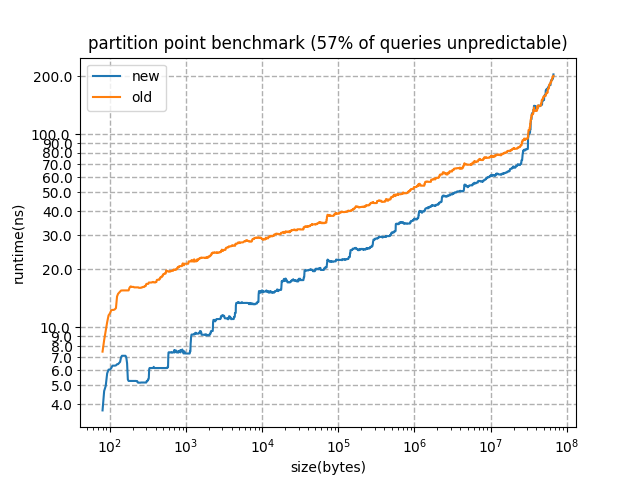 partition point benchmark (57% of queries unpredictable)
new
old
runtime(ns)
200.0
100.0
90.0
80.0
70.0
60.0
50.0
40.0
30.0
20.0
10.0
9.0
8.0
7.0
6.0
5.0
4.0
10² 10³ 10⁴ 10⁵ 10⁶ 10⁷ 10⁸
size(bytes)